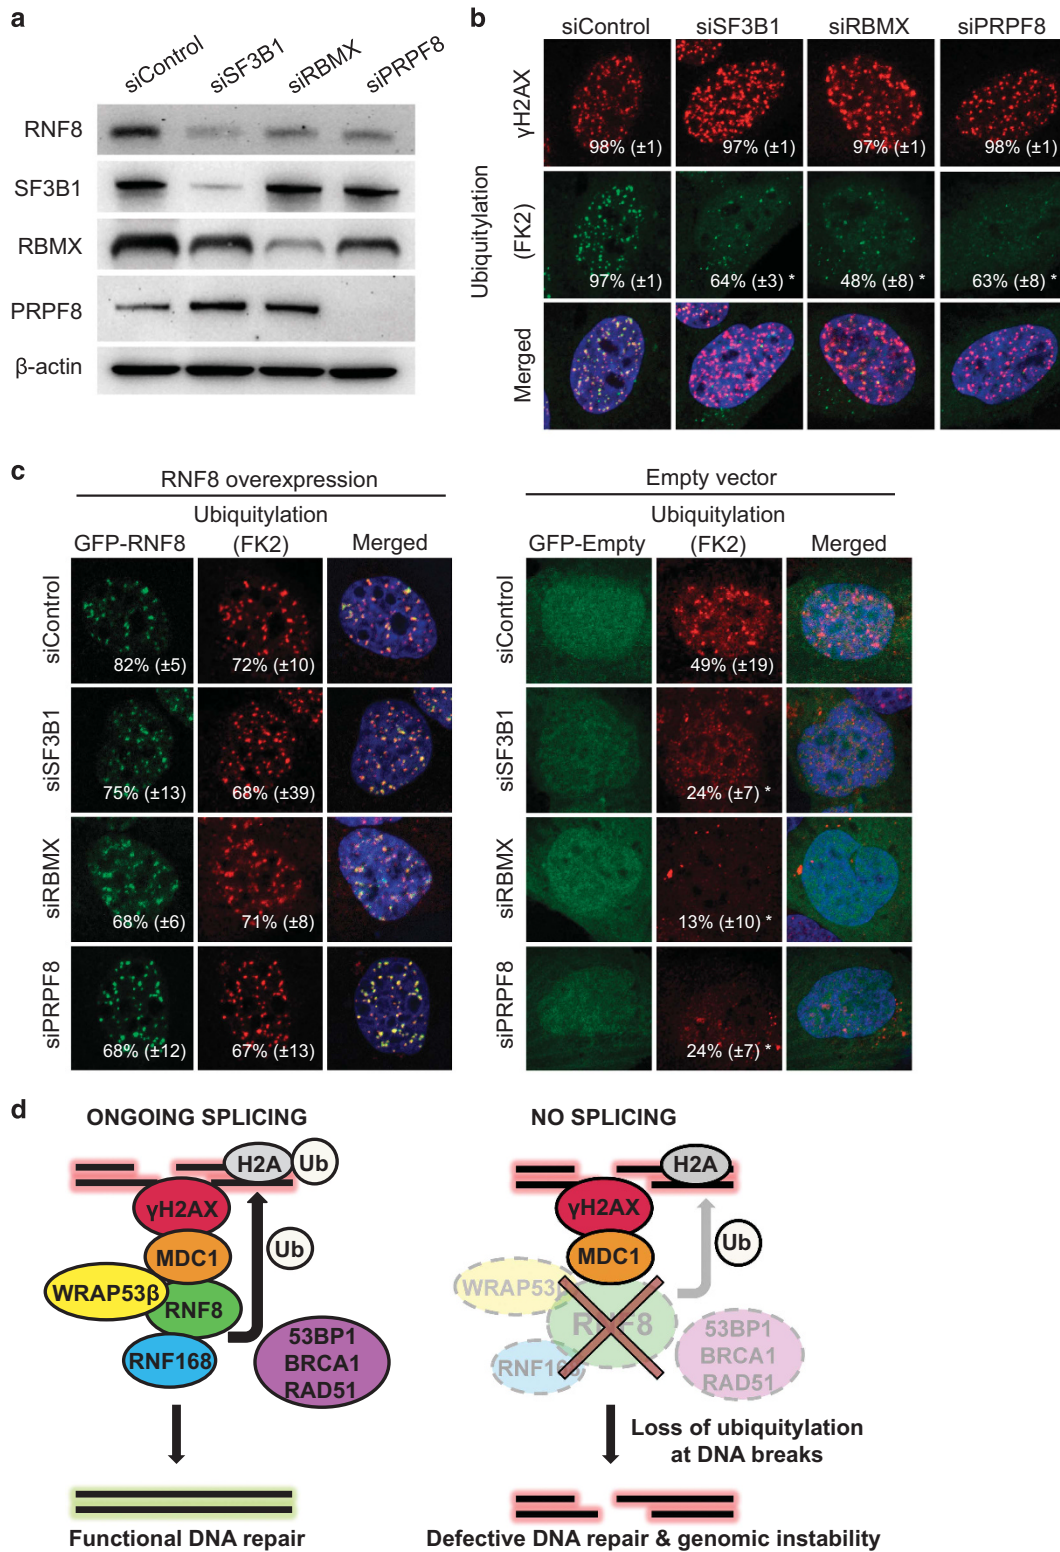 a
siControl
siSF3B1
siRBMX
siPRPF8
RNF8
SF3B1
RBMX
PRPF8
β-actin
b
siControl siSF3B1 siRBMX siPRPF8
γH2AX
98% (±1) 97% (±1) 97% (±1) 98% (±1)
Ubiquitylation
(FK2)
97% (±1) 64% (±3) * 48% (±8) * 63% (±8) *
Merged
c
RNF8 overexpression
Ubiquitylation
GFP-RNF8 (FK2) Merged
siControl
82% (±5) 72% (±10)
siSF3B1
75% (±13) 68% (±39)
siRBMX
68% (±6) 71% (±8)
siPRPF8
68% (±12) 67% (±13)
Empty vector
Ubiquitylation
GFP-Empty (FK2) Merged
siControl
49% (±19)
siSF3B1
24% (±7) *
siRBMX
13% (±10) *
siPRPF8
24% (±7) *
d
ONGOING SPLICING
H2A Ub
γH2AX
MDC1
Ub
WRAP53β
RNF8
RNF168
53BP1
BRCA1
RAD51
Functional DNA repair
NO SPLICING
H2A
γH2AX
MDC1
Ub
WRAP53β
RNF8
RNF168
53BP1
BRCA1
RAD51
Loss of ubiquitylation
at DNA breaks
Defective DNA repair & genomic instability